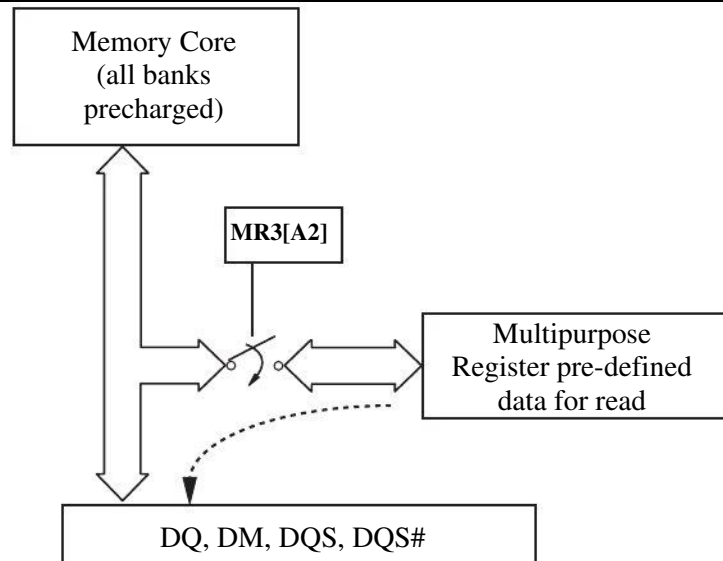 Memory Core
(all banks
precharged)
MR3[A2]
Multipurpose
Register pre-defined
data for read
DQ, DM, DQS, DQS#